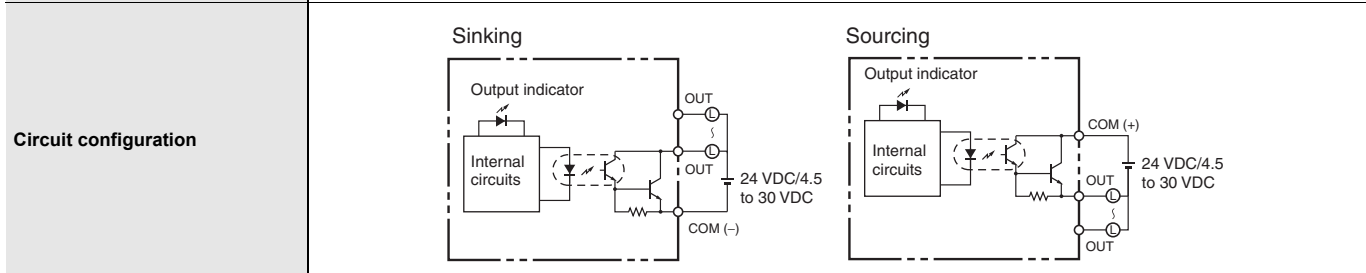 Circuit configuration
Sinking
Output indicator
Internal
circuits
OUT
L
L
OUT
24 VDC/4.5
to 30 VDC
COM (–)
Sourcing
Output indicator
Internal
circuits
COM (+)
24 VDC/4.5
to 30 VDC
OUT
L
L
OUT